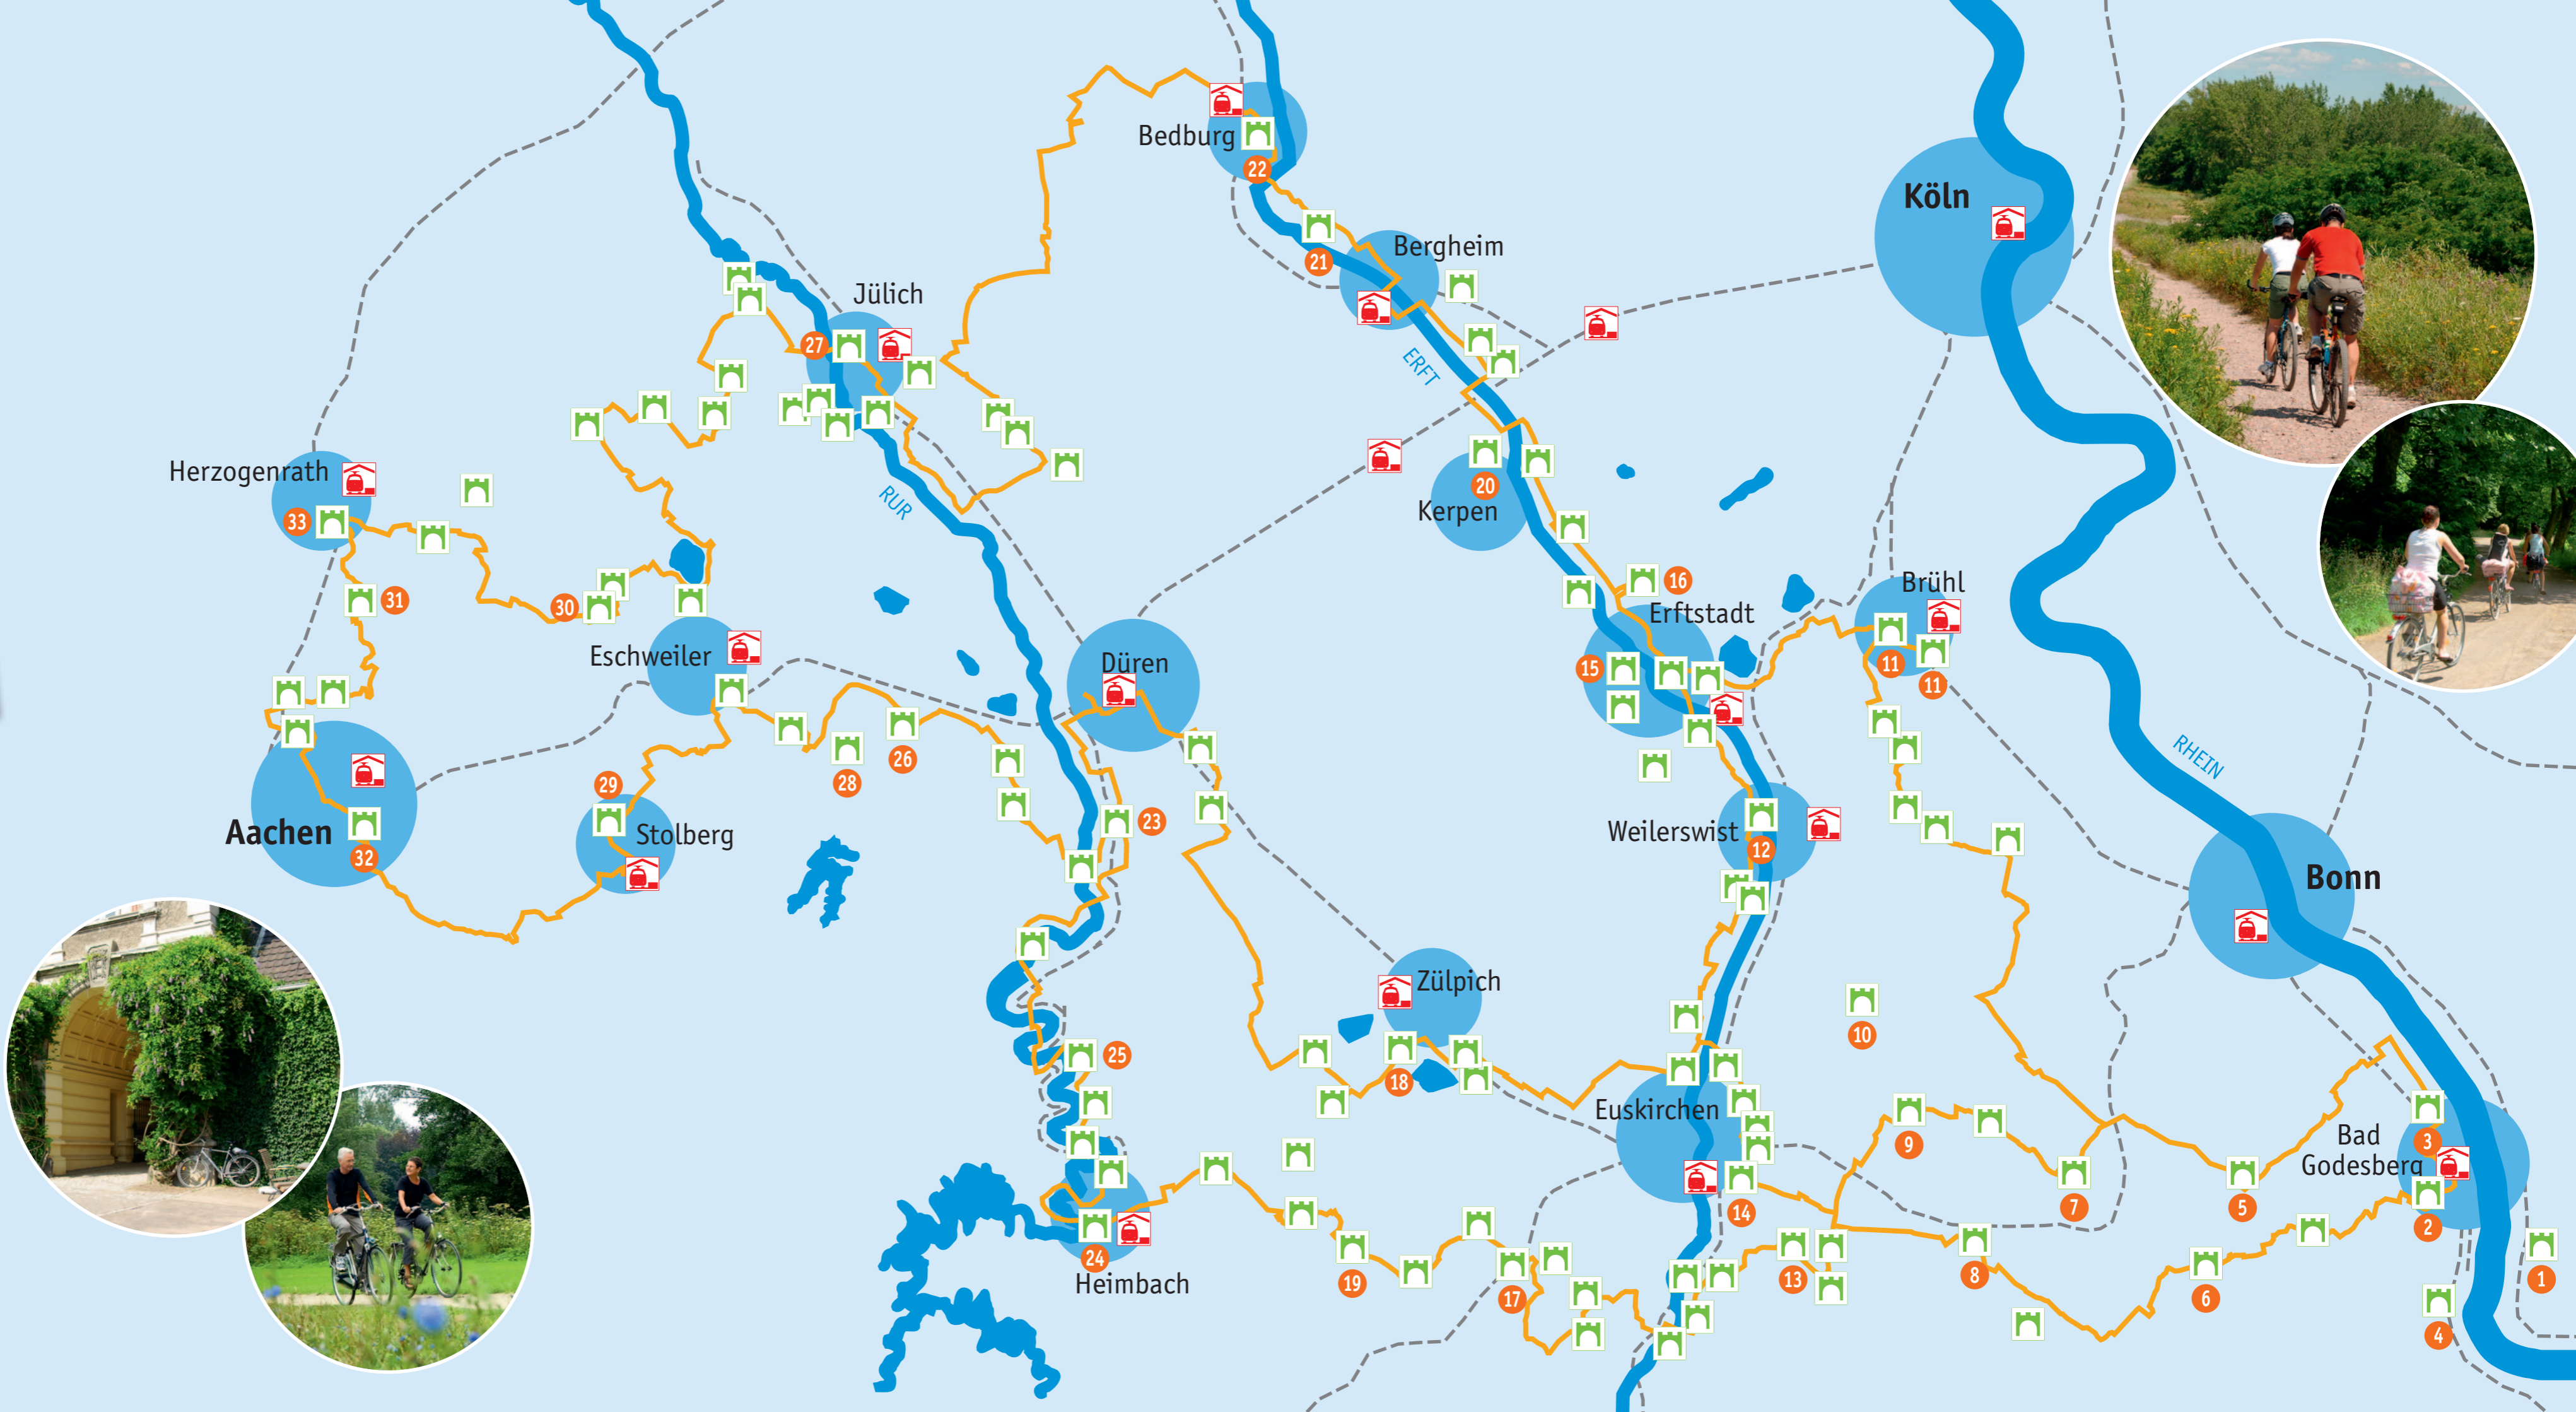 Köln
Bedburg
22
Bergheim
21
Jülich
27
ERFT
Herzogenrath
33
RUR
20
Kerpen
16
Erftstadt
Brühl
31
30
Eschweiler
Düren
15
11
11
26
28
29
RHEIN
Stolberg
Aachen
32
23
Weilerswist
12
Bonn
Zülpich
10
25
18
Euskirchen
9
3
Bad
Godesberg
14
7
5
2
24
Heimbach
19
17
13
8
6
1
4